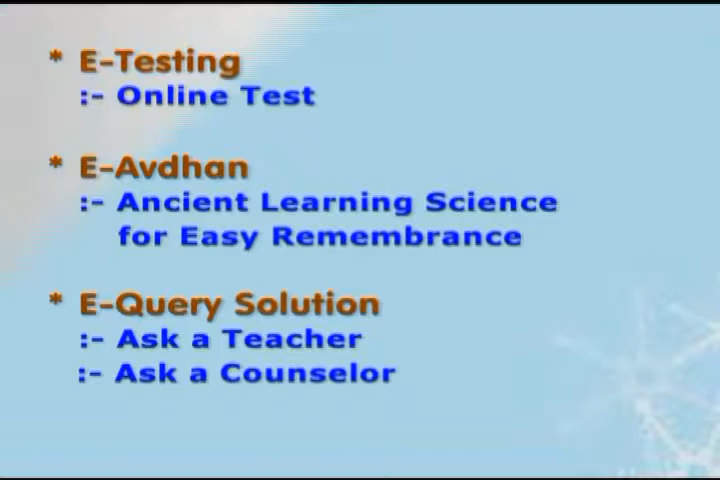 * E-Testing
:- Online Test
* E-Avdhan
:- Ancient Learning Science
for Easy Remembrance
* E-Query Solution
:- Ask a Teacher
:- Ask a Counselor